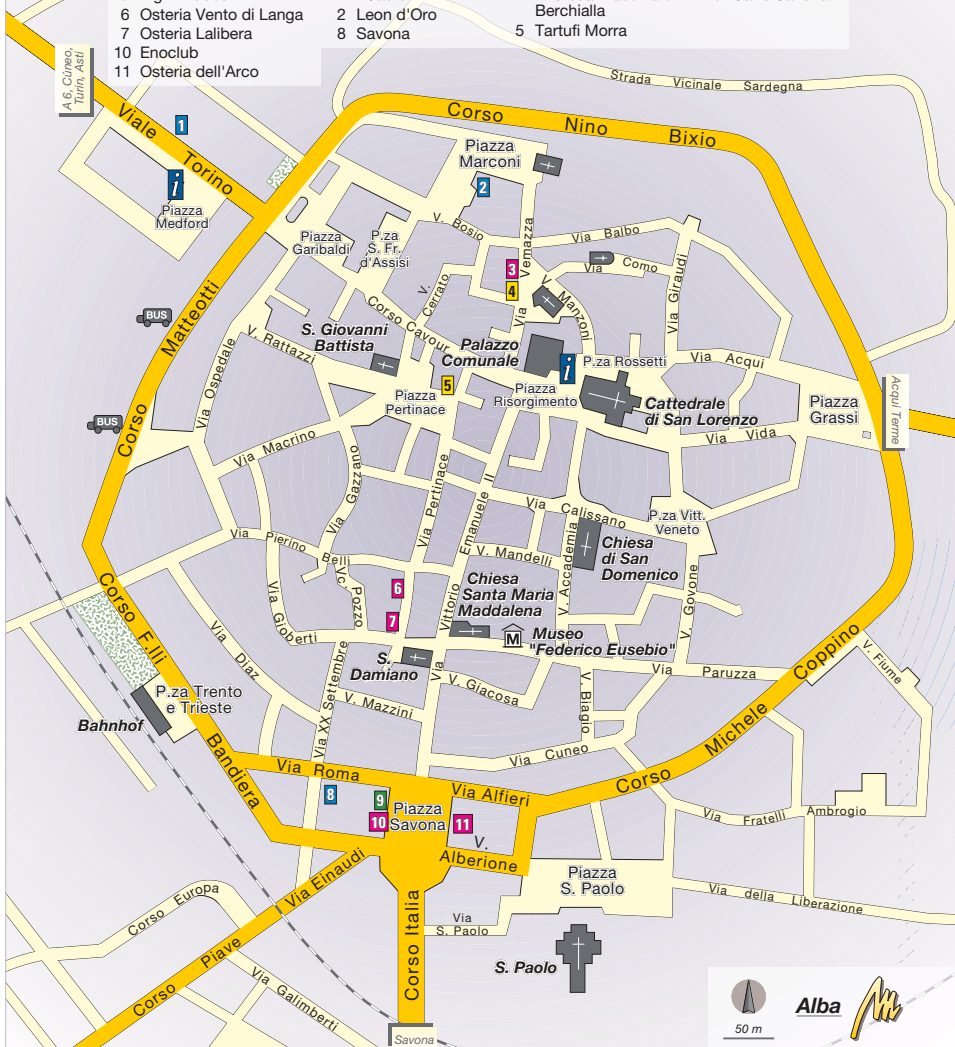 6 Osteria Vento di Langa
7 Osteria Lalibera
10 Enoclub
11 Osteria dell'Arco
2 Leon d'Oro
8 Savona
Berchialla
5 Tartufi Morra
A 6, Cúneo,
Turin, Asti
Strada Vicinale Sardegna
Viale Torino
1
i
Piazza
Medford
Corso Nino Bixio
Piazza
Marconi
2
Piazza
Garibaldi
P.za
S. Fr.
d'Assisi
V. Bosio
Via Balbo
Via Vernazza
Via Como
3
4
V. Cerrato
V. Manzoni
Via Giraudi
BUS
Corso Matteotti
Corso Cavour
S. Giovanni
Battista
V. Rattazzi
Palazzo
Comunale
i
P.za Rossetti
Via Acqui
Via Ospedale
5
Piazza
Pertinace
Piazza
Risorgimento
Cattedrale
di San Lorenzo
Piazza
Grassi
Acqui Terme
BUS
Via Macrino
Via Vida
Via Gazzano
Via Pertinace
Via Vittorio Emanuele II
Via Calissano
P.za Vitt.
Veneto
Via Pierino Belli
V. Mandelli
V. Accademia
Chiesa
di San
Domenico
Vc. Pozzo
6
7
Chiesa
Santa Maria
Maddalena
M
Museo
"Federico Eusebio"
V. Govone
Via Gioberti
Corso F.lli Bandiera
Via Diaz
S.
Damiano
V. Giacosa
Via Paruzza
Corso Michele Coppino
V. Fiume
P.za Trento
e Trieste
Bahnhof
Via XX Settembre
V. Mazzini
V. Biagio
Via Cuneo
Via Roma
Via Alfieri
8
9
10
Piazza
Savona
11
V.
Alberione
Via Fratelli Ambrogio
Via Einaudi
Piazza
S. Paolo
Via della Liberazione
Corso Europa
Corso Italia
Via
S. Paolo
Corso Piave
S. Paolo
Via Galimberti
Savona
50 m
Alba